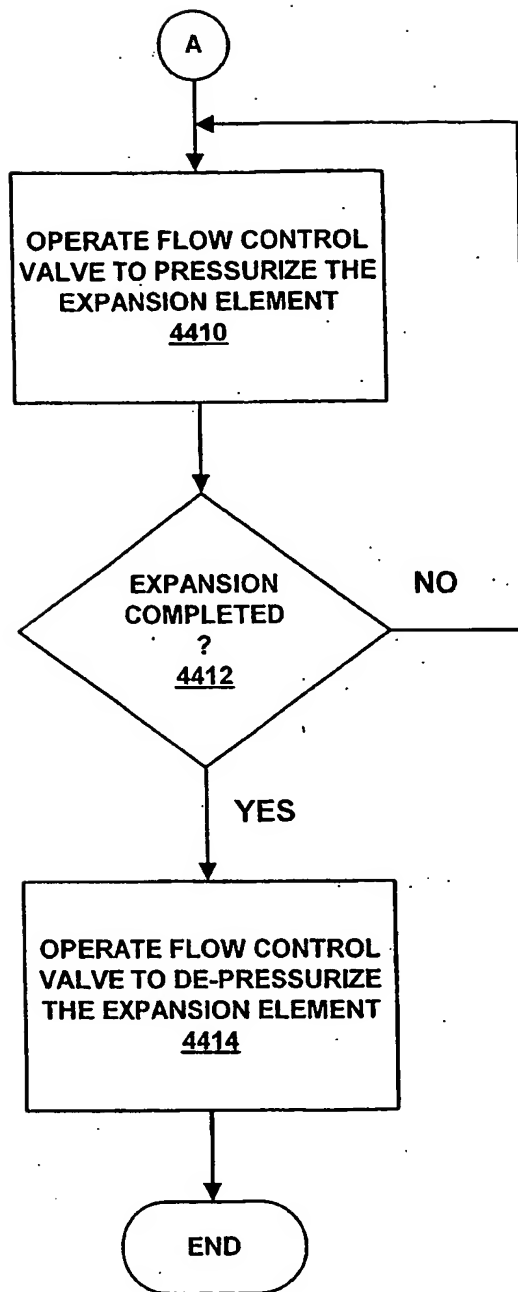 A
OPERATE FLOW CONTROL
VALVE TO PRESSURIZE THE
EXPANSION ELEMENT
4410
EXPANSION
COMPLETED
?
4412
NO
YES
OPERATE FLOW CONTROL
VALVE TO DE-PRESSURIZE
THE EXPANSION ELEMENT
4414
END